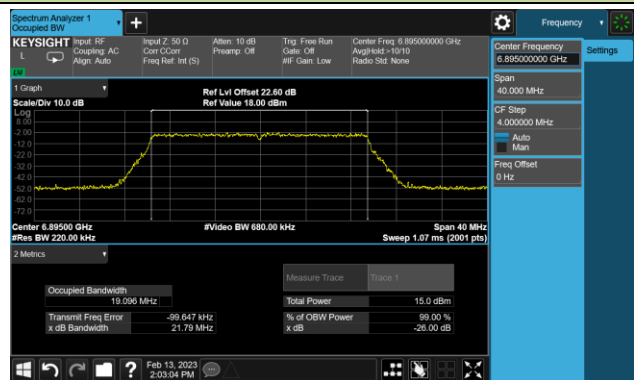 Spectrum Analyzer 1
Occupied BW
Frequency
KEYSIGHT
L
Input: RF
Coupling: AC
Align: Auto
Input Z: 50 Ω
Corr CCorr
Freq Ref: Int (S)
Atten: 10 dB
Preamp: Off
Trig: Free Run
Gate: Off
#IF Gain: Low
Center Freq: 6.895000000 GHz
Avg|Hold:>10/10
Radio Std: None
Center Frequency
6.895000000 GHz
Settings
Span
40.000 MHz
CF Step
4.000000 MHz
Auto
Man
Freq Offset
0 Hz
1 Graph
Scale/Div 10.0 dB
Ref Lvl Offset 22.60 dB
Ref Value 18.00 dBm
Log
8.00
-2.00
-12.0
-22.0
-32.0
-42.0
-52.0
-62.0
-72.0
Center 6.89500 GHz
#Video BW 680.00 kHz
Span 40 MHz
#Res BW 220.00 kHz
Sweep 1.07 ms (2001 pts)
2 Metrics
Measure Trace
Trace 1
Occupied Bandwidth
19.096 MHz
Total Power
15.0 dBm
Transmit Freq Error
-99.647 kHz
% of OBW Power
99.00 %
x dB Bandwidth
21.79 MHz
x dB
-26.00 dB
?
Feb 13, 2023
2:03:04 PM